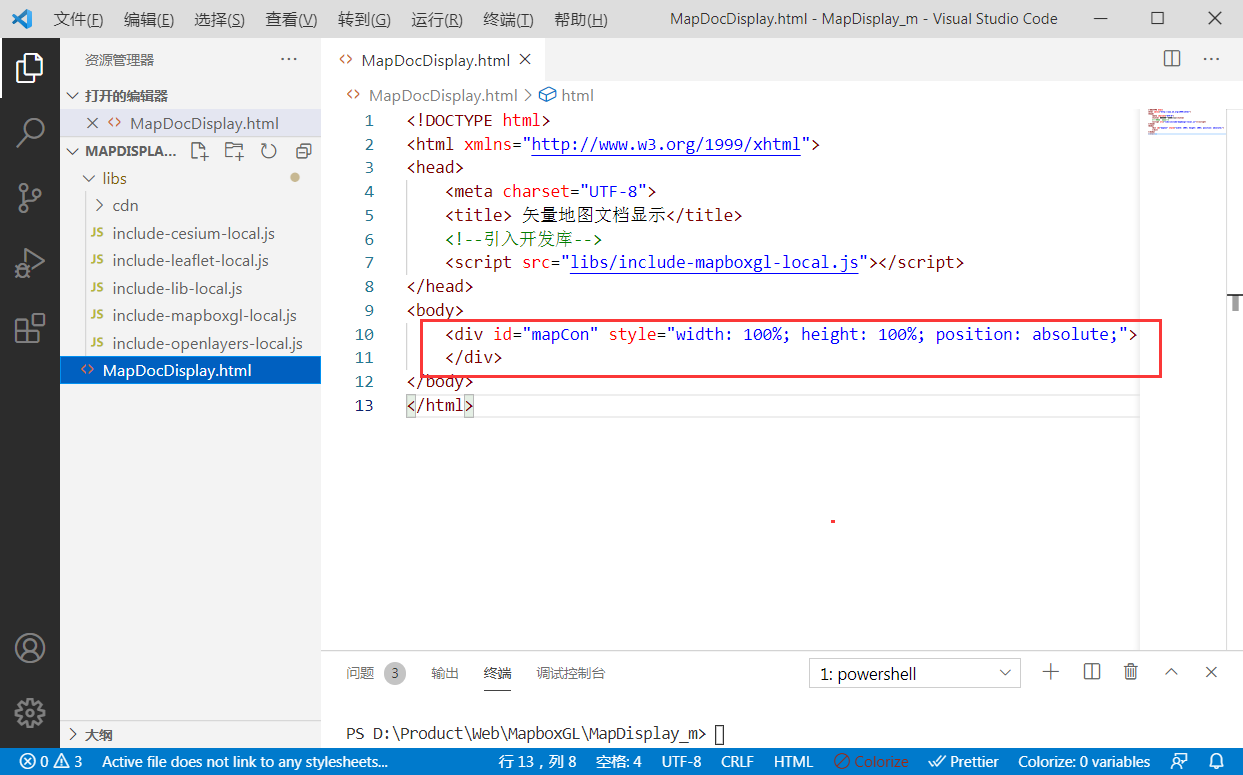 文件(F) 编辑(E) 选择(S) 查看(V) 转到(G) 运行(R) 终端(T) 帮助(H) MapDocDisplay.html - MapDisplay_m - Visual Studio Code
资源管理器
打开的编辑器
MapDocDisplay.html
MAPDISPLA...
libs
cdn
JS include-cesium-local.js
JS include-leaflet-local.js
JS include-lib-local.js
JS include-mapboxgl-local.js
JS include-openlayers-local.js
MapDocDisplay.html
大纲
MapDocDisplay.html
MapDocDisplay.html > html
1 <!DOCTYPE html>
2 <html xmlns="http://www.w3.org/1999/xhtml">
3 <head>
4 <meta charset="UTF-8">
5 <title> 矢量地图文档显示</title>
6 <!--引入开发库-->
7 <script src="libs/include-mapboxgl-local.js"></script>
8 </head>
9 <body>
10 <div id="mapCon" style="width: 100%; height: 100%; position: absolute;">
11 </div>
12 </body>
13 </html>
问题 3 输出 终端 调试控制台 1: powershell
PS D:\Product\Web\MapboxGL\MapDisplay_m>
0 3 Active file does not link to any stylesheets... 行 13，列 8 空格: 4 UTF-8 CRLF HTML Colorize Prettier Colorize: 0 variables